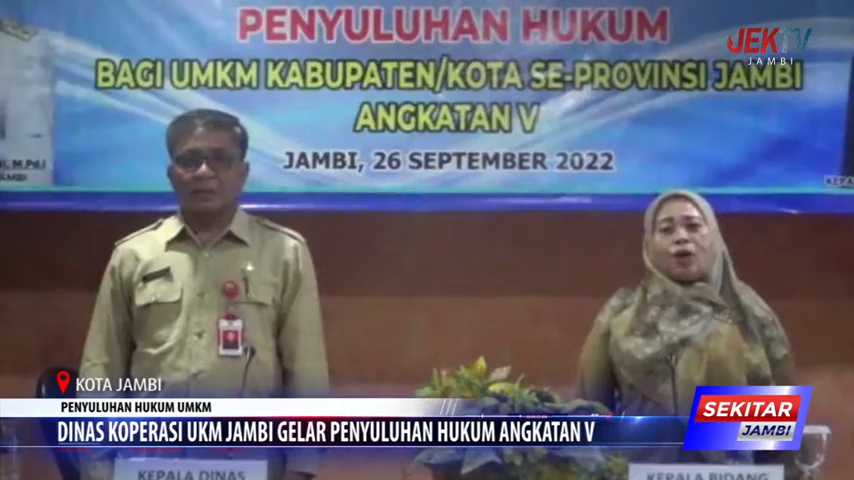 PENYULUHAN HUKUM
BAGI UMKM KABUPATEN/KOTA SE-PROVINSI JAMBI
ANGKATAN V
JAMBI, 26 SEPTEMBER 2022
JEKTV
JAMBI
M.Pd.I
KOTA JAMBI
PENYULUHAN HUKUM UMKM
DINAS KOPERASI UKM JAMBI GELAR PENYULUHAN HUKUM ANGKATAN V
SEKITAR
JAMBI
KEPALA DINAS
KEPALA BIDANG